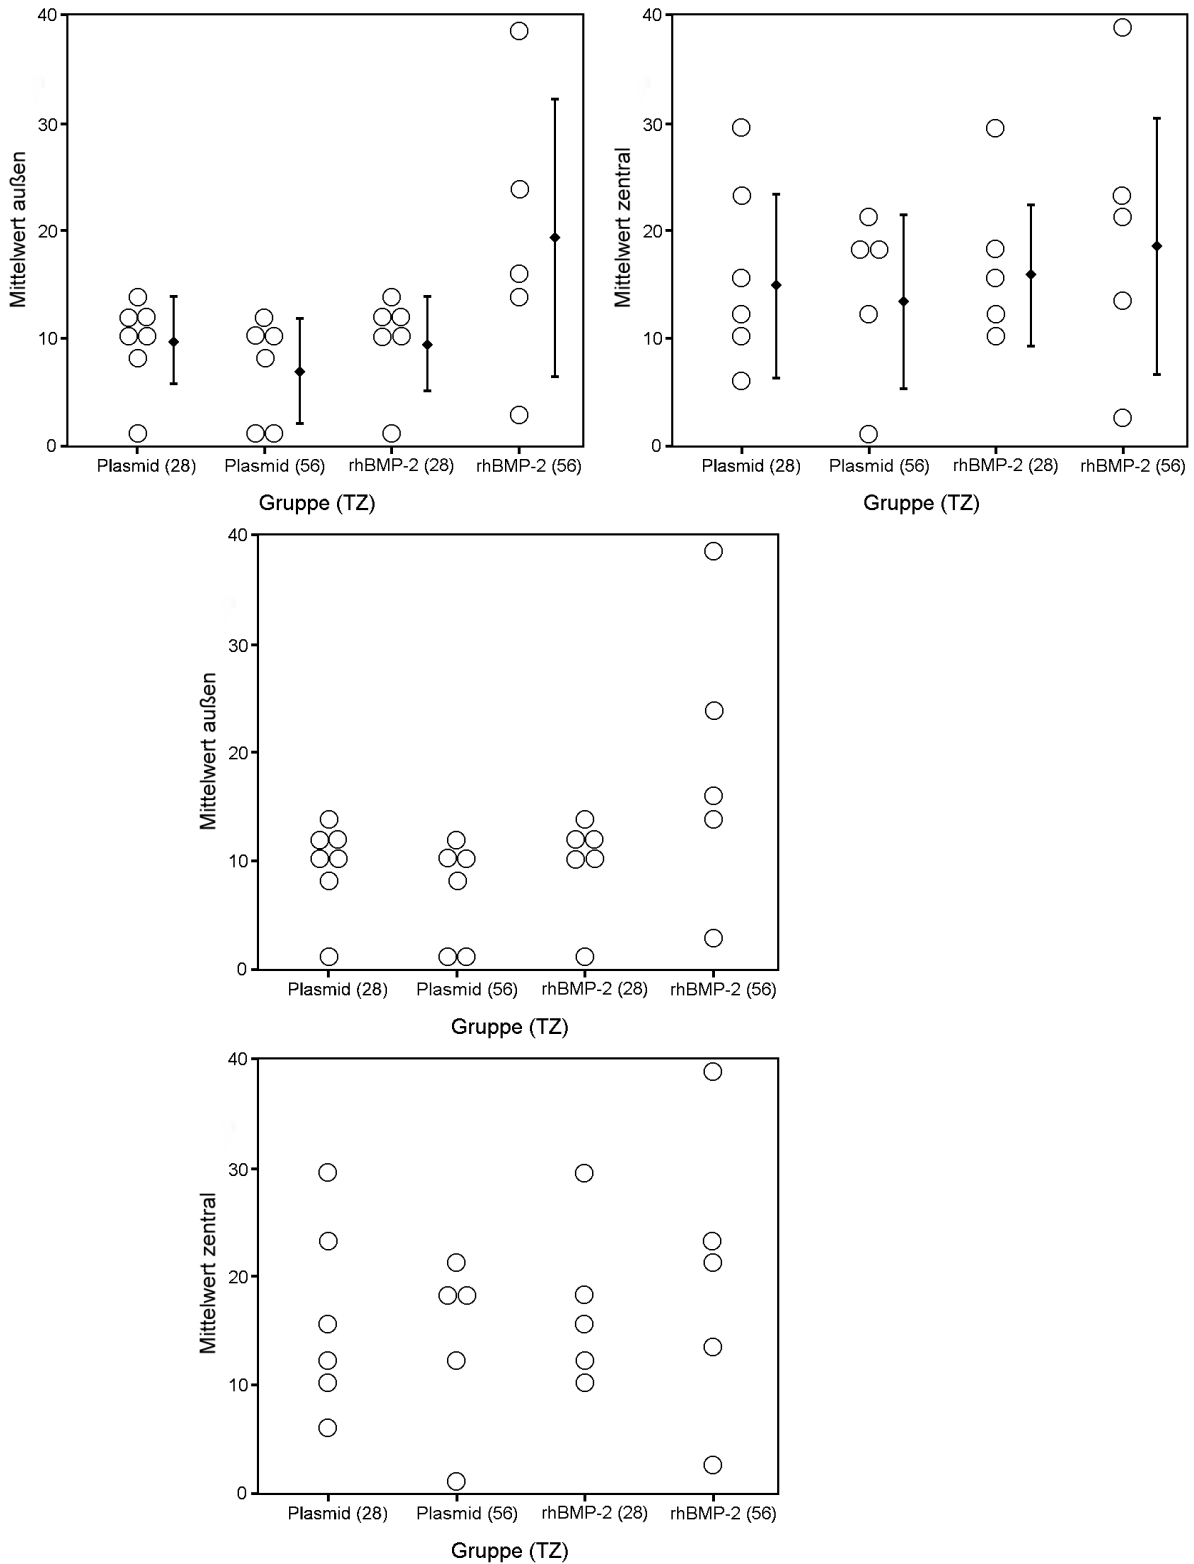 40
30
20
10
0
Mittelwert außen
Plasmid (28) Plasmid (56) rhBMP-2 (28) rhBMP-2 (56)
Gruppe (TZ)
40
30
20
10
0
Mittelwert zentral
Plasmid (28) Plasmid (56) rhBMP-2 (28) rhBMP-2 (56)
Gruppe (TZ)
40
30
20
10
0
Mittelwert außen
Plasmid (28) Plasmid (56) rhBMP-2 (28) rhBMP-2 (56)
Gruppe (TZ)
40
30
20
10
0
Mittelwert zentral
Plasmid (28) Plasmid (56) rhBMP-2 (28) rhBMP-2 (56)
Gruppe (TZ)